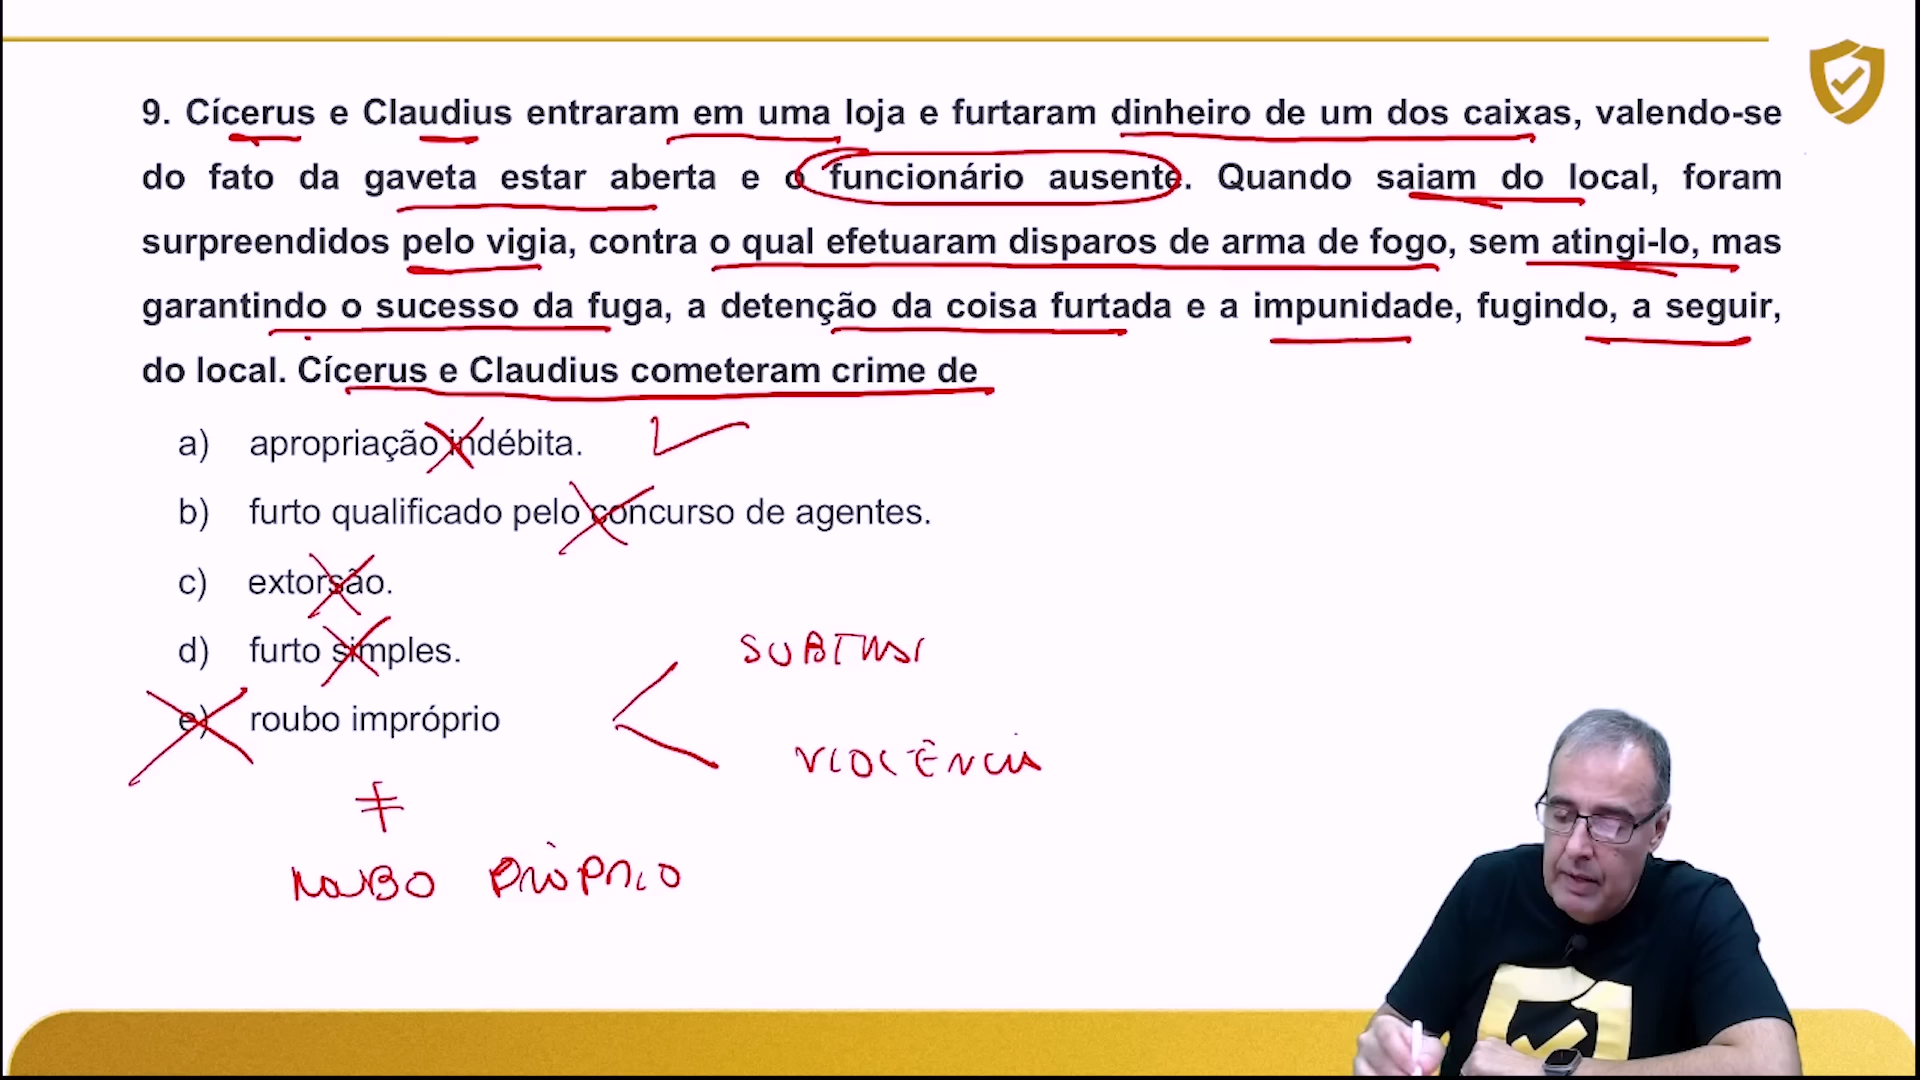 9. Cícerus e Claudius entraram em uma loja e furtaram dinheiro de um dos caixas, valendo-se
do fato da gaveta estar aberta e o funcionário ausente. Quando saiam do local, foram
surpreendidos pelo vigia, contra o qual efetuaram disparos de arma de fogo, sem atingi-lo, mas
garantindo o sucesso da fuga, a detenção da coisa furtada e a impunidade, fugindo, a seguir,
do local. Cícerus e Claudius cometeram crime de
a) apropriação indébita.
b) furto qualificado pelo concurso de agentes.
c) extorsão.
d) furto simples.
SUBTRAI
e) roubo impróprio
VIOLÊNCIA
≠
ROUBO PRÓPRIO